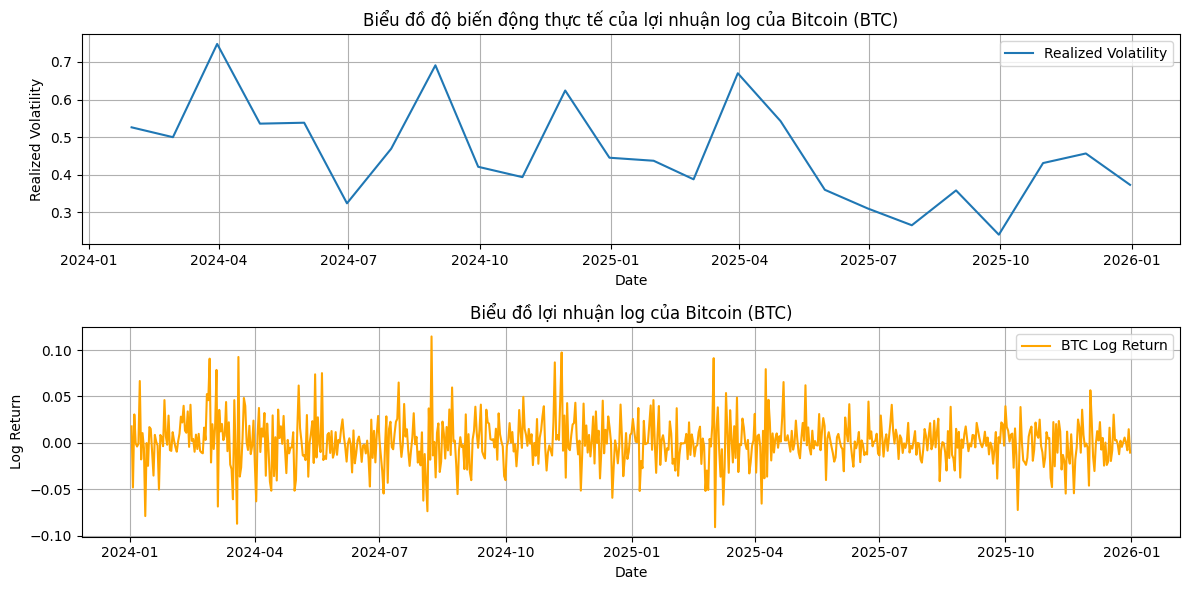 Biểu đồ độ biến động thực tế của lợi nhuận log của Bitcoin (BTC)
Realized Volatility
0.7
0.6
0.5
0.4
0.3
Realized Volatility
2024-01 2024-04 2024-07 2024-10 2025-01 2025-04 2025-07 2025-10 2026-01
Date
Biểu đồ lợi nhuận log của Bitcoin (BTC)
BTC Log Return
0.10
0.05
0.00
−0.05
−0.10
Log Return
2024-01 2024-04 2024-07 2024-10 2025-01 2025-04 2025-07 2025-10 2026-01
Date